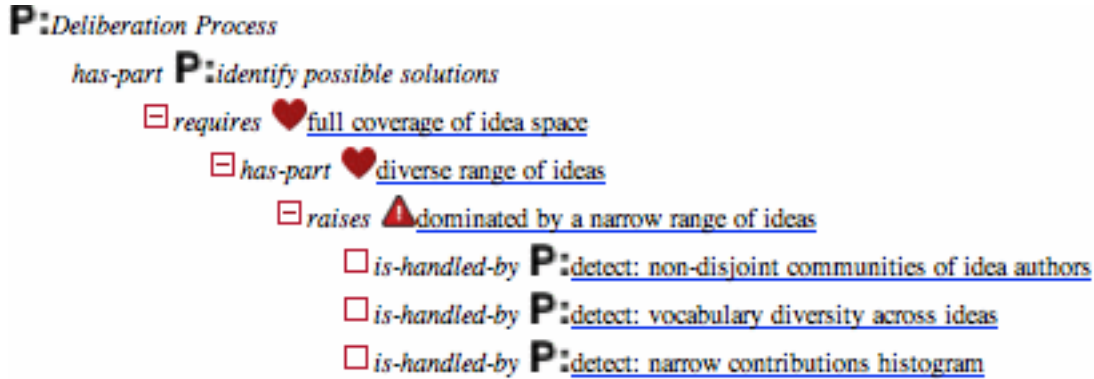 P:Deliberation Process
has-part P:identify possible solutions
requires full coverage of idea space
has-part diverse range of ideas
raises dominated by a narrow range of ideas
is-handled-by P:detect: non-disjoint communities of idea authors
is-handled-by P:detect: vocabulary diversity across ideas
is-handled-by P:detect: narrow contributions histogram